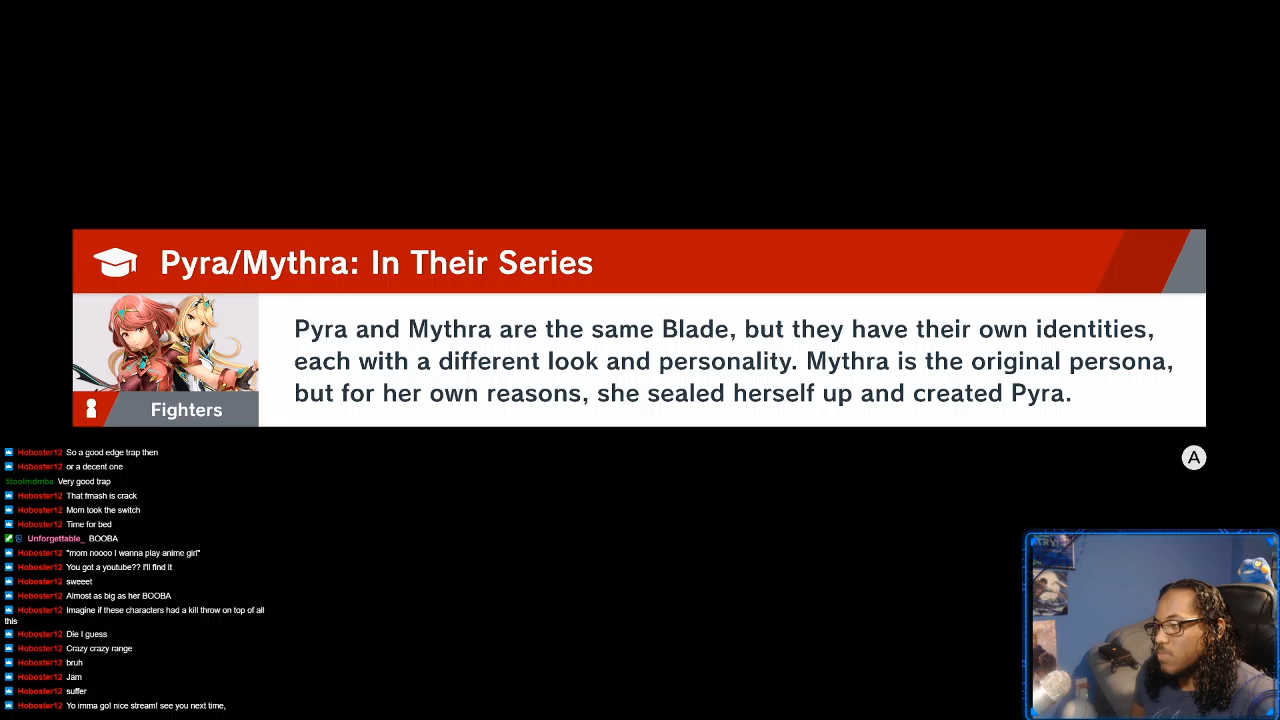 Pyra/Mythra: In Their Series
Pyra and Mythra are the same Blade, but they have their own identities,
each with a different look and personality. Mythra is the original persona,
but for her own reasons, she sealed herself up and created Pyra.
Fighters
A
Hoboster12 So a good edge trap then
Hoboster12 or a decent one
5toolmdmba Very good trap
Hoboster12 That fmash is crack
Hoboster12 Mom took the switch
Hoboster12 Time for bed
Unforgettable_ BOOBA
Hoboster12 "mom noooo I wanna play anime girl"
Hoboster12 You got a youtube?? I'll find it
Hoboster12 sweeet
Hoboster12 Almost as big as her BOOBA
Hoboster12 Imagine if these characters had a kill throw on top of all
this
Hoboster12 Die I guess
Hoboster12 Crazy crazy range
Hoboster12 bruh
Hoboster12 Jam
Hoboster12 suffer
Hoboster12 Yo imma go! nice stream! see you next time,